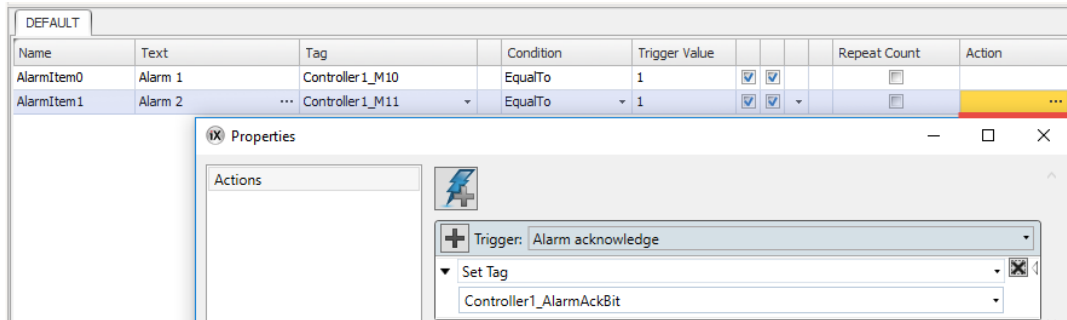 DEFAULT
Name Text Tag Condition Trigger Value Repeat Count Action
AlarmItem0 Alarm 1 Controller1_M10 EqualTo 1
AlarmItem1 Alarm 2 ... Controller1_M11 EqualTo 1 ...
iX Properties
Actions
Trigger: Alarm acknowledge
Set Tag
Controller1_AlarmAckBit